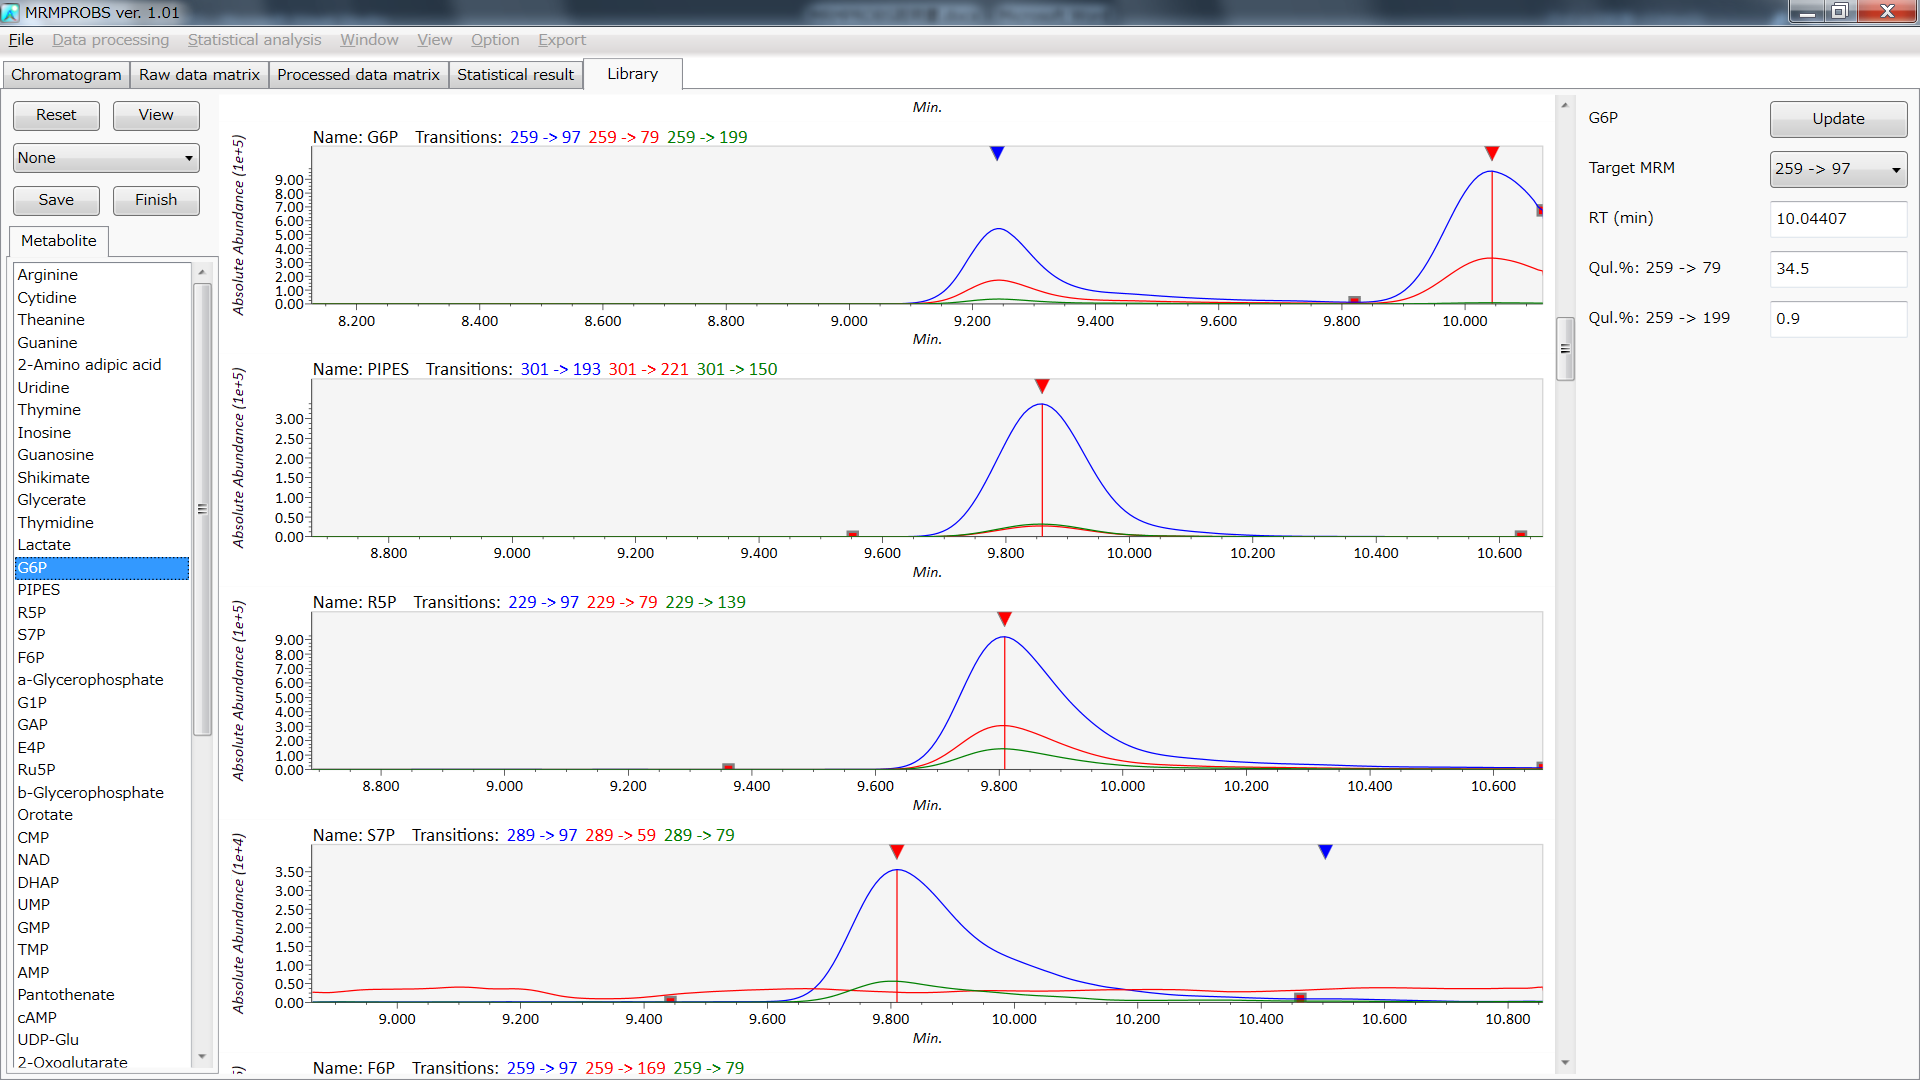 MRMPROBS ver. 1.01
File Data processing Statistical analysis Window View Option Export
Chromatogram Raw data matrix Processed data matrix Statistical result Library
Reset View
None
Save Finish
Metabolite
Arginine
Cytidine
Theanine
Guanine
2-Amino adipic acid
Uridine
Thymine
Inosine
Guanosine
Shikimate
Glycerate
Thymidine
Lactate
G6P
PIPES
R5P
S7P
F6P
a-Glycerophosphate
G1P
GAP
E4P
Ru5P
b-Glycerophosphate
Orotate
CMP
NAD
DHAP
UMP
GMP
TMP
AMP
Pantothenate
cAMP
UDP-Glu
2-Oxoglutarate
Min.
Name: G6P Transitions: 259 -> 97 259 -> 79 259 -> 199
Absolute Abundance (1e+5)
9.00
8.00
7.00
6.00
5.00
4.00
3.00
2.00
1.00
0.00
8.200 8.400 8.600 8.800 9.000 9.200 9.400 9.600 9.800 10.000
Min.
Name: PIPES Transitions: 301 -> 193 301 -> 221 301 -> 150
Absolute Abundance (1e+5)
3.00
2.50
2.00
1.50
1.00
0.50
0.00
8.800 9.000 9.200 9.400 9.600 9.800 10.000 10.200 10.400 10.600
Min.
Name: R5P Transitions: 229 -> 97 229 -> 79 229 -> 139
Absolute Abundance (1e+5)
9.00
8.00
7.00
6.00
5.00
4.00
3.00
2.00
1.00
0.00
8.800 9.000 9.200 9.400 9.600 9.800 10.000 10.200 10.400 10.600
Min.
Name: S7P Transitions: 289 -> 97 289 -> 59 289 -> 79
Absolute Abundance (1e+4)
3.50
3.00
2.50
2.00
1.50
1.00
0.50
0.00
9.000 9.200 9.400 9.600 9.800 10.000 10.200 10.400 10.600 10.800
Min.
Name: F6P Transitions: 259 -> 97 259 -> 169 259 -> 79
G6P Update
Target MRM 259 -> 97
RT (min) 10.04407
Qul.%: 259 -> 79 34.5
Qul.%: 259 -> 199 0.9